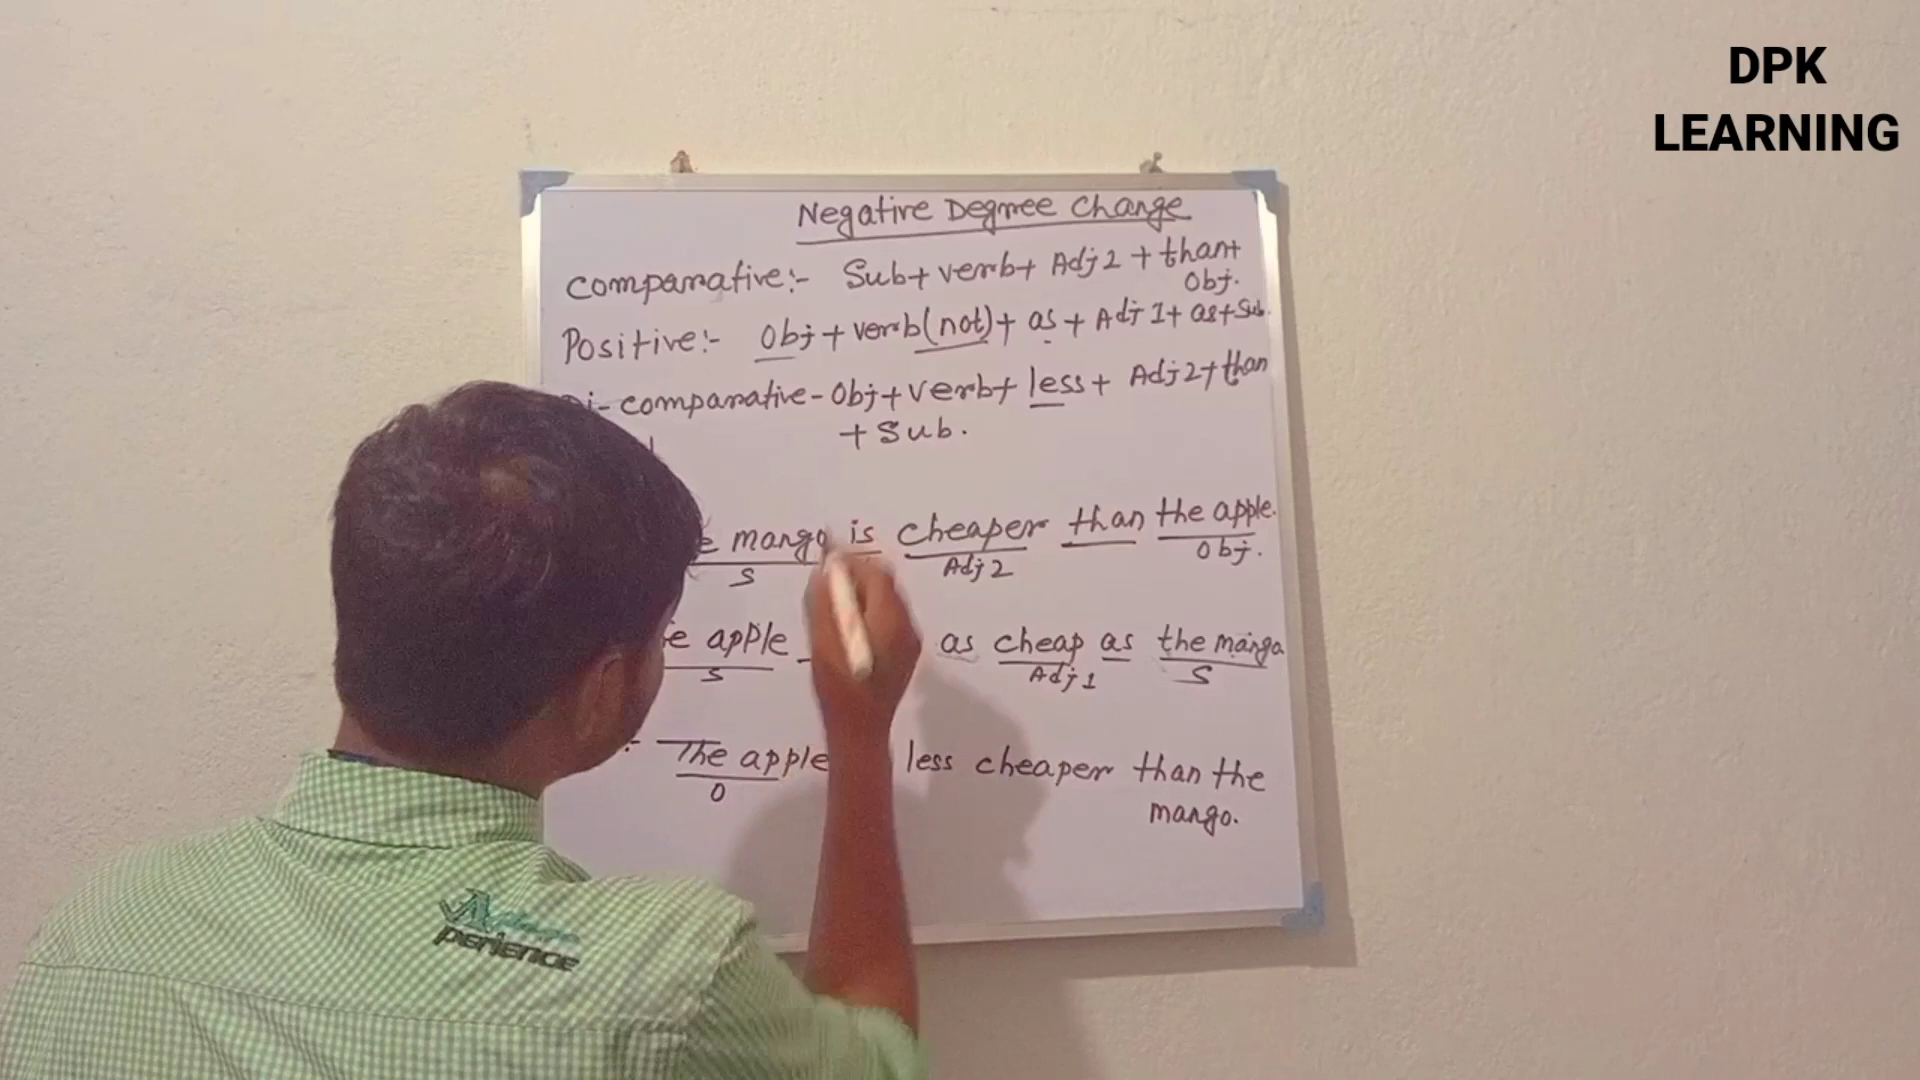 DPK
LEARNING
Negative Degree Change
Comparative:- Sub+ verb+ Adj 2 + than+
Obj.
Positive:- Obj + verb(not)+ as + Adj 1+ as+Sub.
- comparative - Obj+ verb+ less+ Adj 2+ than
+ Sub.
mango is cheaper than the apple.
S Adj 2 Obj.
apple as cheap as the mango
S Adj 1 S
The apple less cheaper than the
O mango.
perience